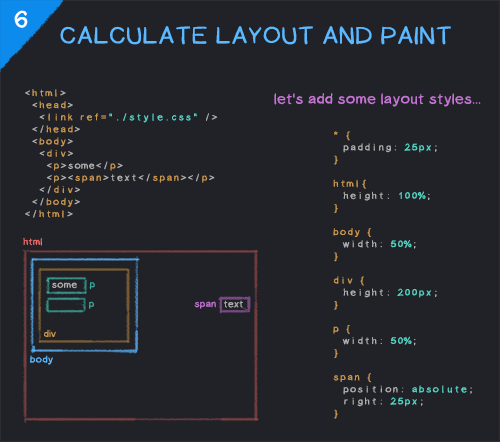 6
CALCULATE LAYOUT AND PAINT
<html>
<head>
<link ref="./style.css" />
</head>
<body>
<div>
<p>some</p>
<p><span>text</span></p>
</div>
</body>
</html>
let's add some layout styles...
* {
padding: 25px;
}
html{
height: 100%;
}
body {
width: 50%;
}
div {
height: 200px;
}
p {
width: 50%;
}
span {
position: absolute;
right: 25px;
}
html
some p
p
span text
div
body